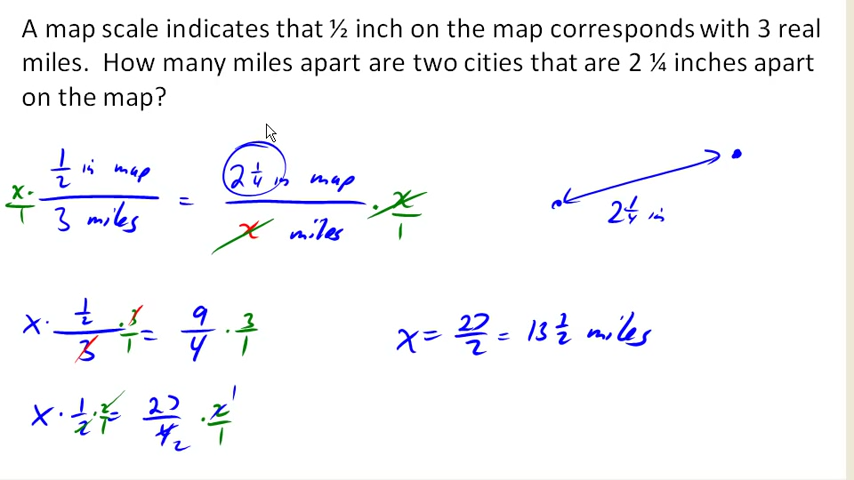 A map scale indicates that ½ inch on the map corresponds with 3 real
miles. How many miles apart are two cities that are 2 ¼ inches apart
on the map?
x/1 · (1/2 in map)/(3 miles) = (2 1/4 in map)/(x miles) · x/1
2 1/4 in
x · (1/2)/3 · 3/1 = 9/4 · 3/1
x = 27/2 = 13 1/2 miles
x · 1/2 · 2/1 = 27/4 2 · 2/1 1